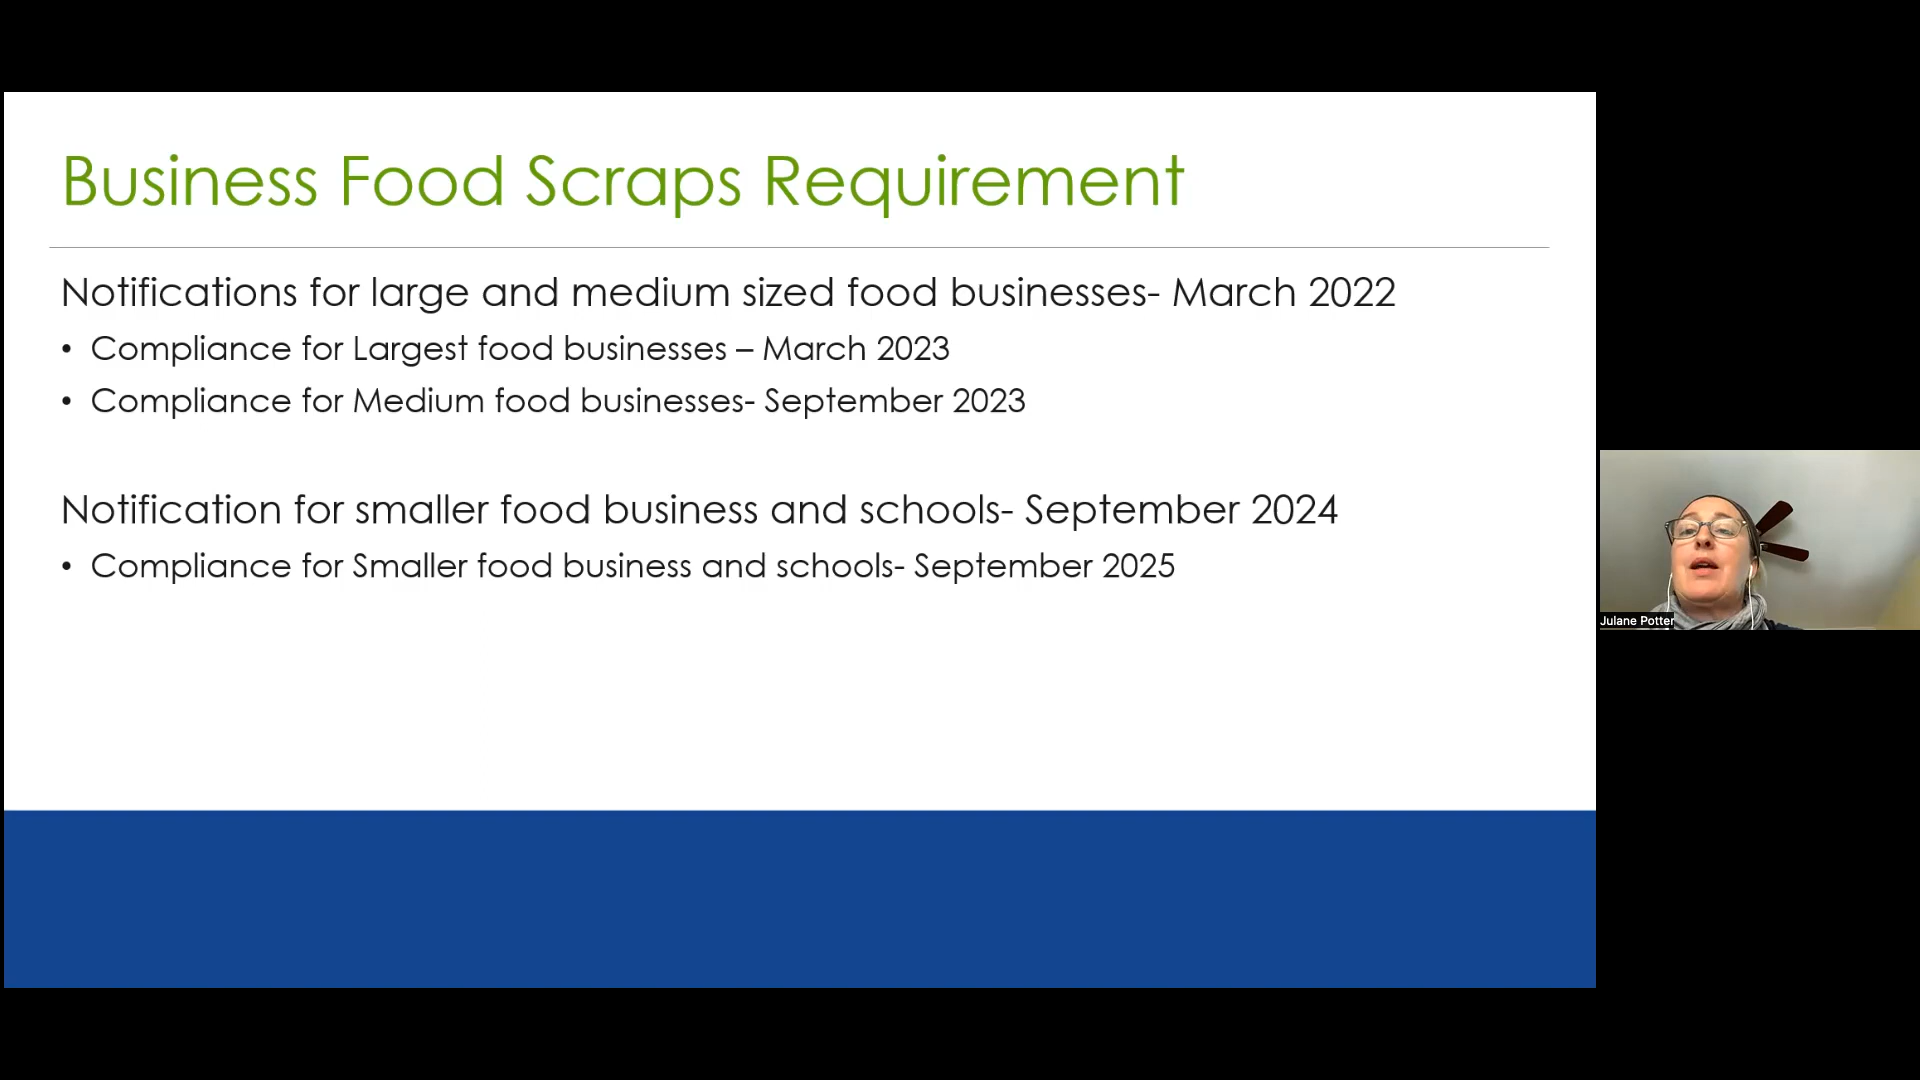 Business Food Scraps Requirement
Notifications for large and medium sized food businesses- March 2022
• Compliance for Largest food businesses – March 2023
• Compliance for Medium food businesses- September 2023
Notification for smaller food business and schools- September 2024
• Compliance for Smaller food business and schools- September 2025
Julane Potter